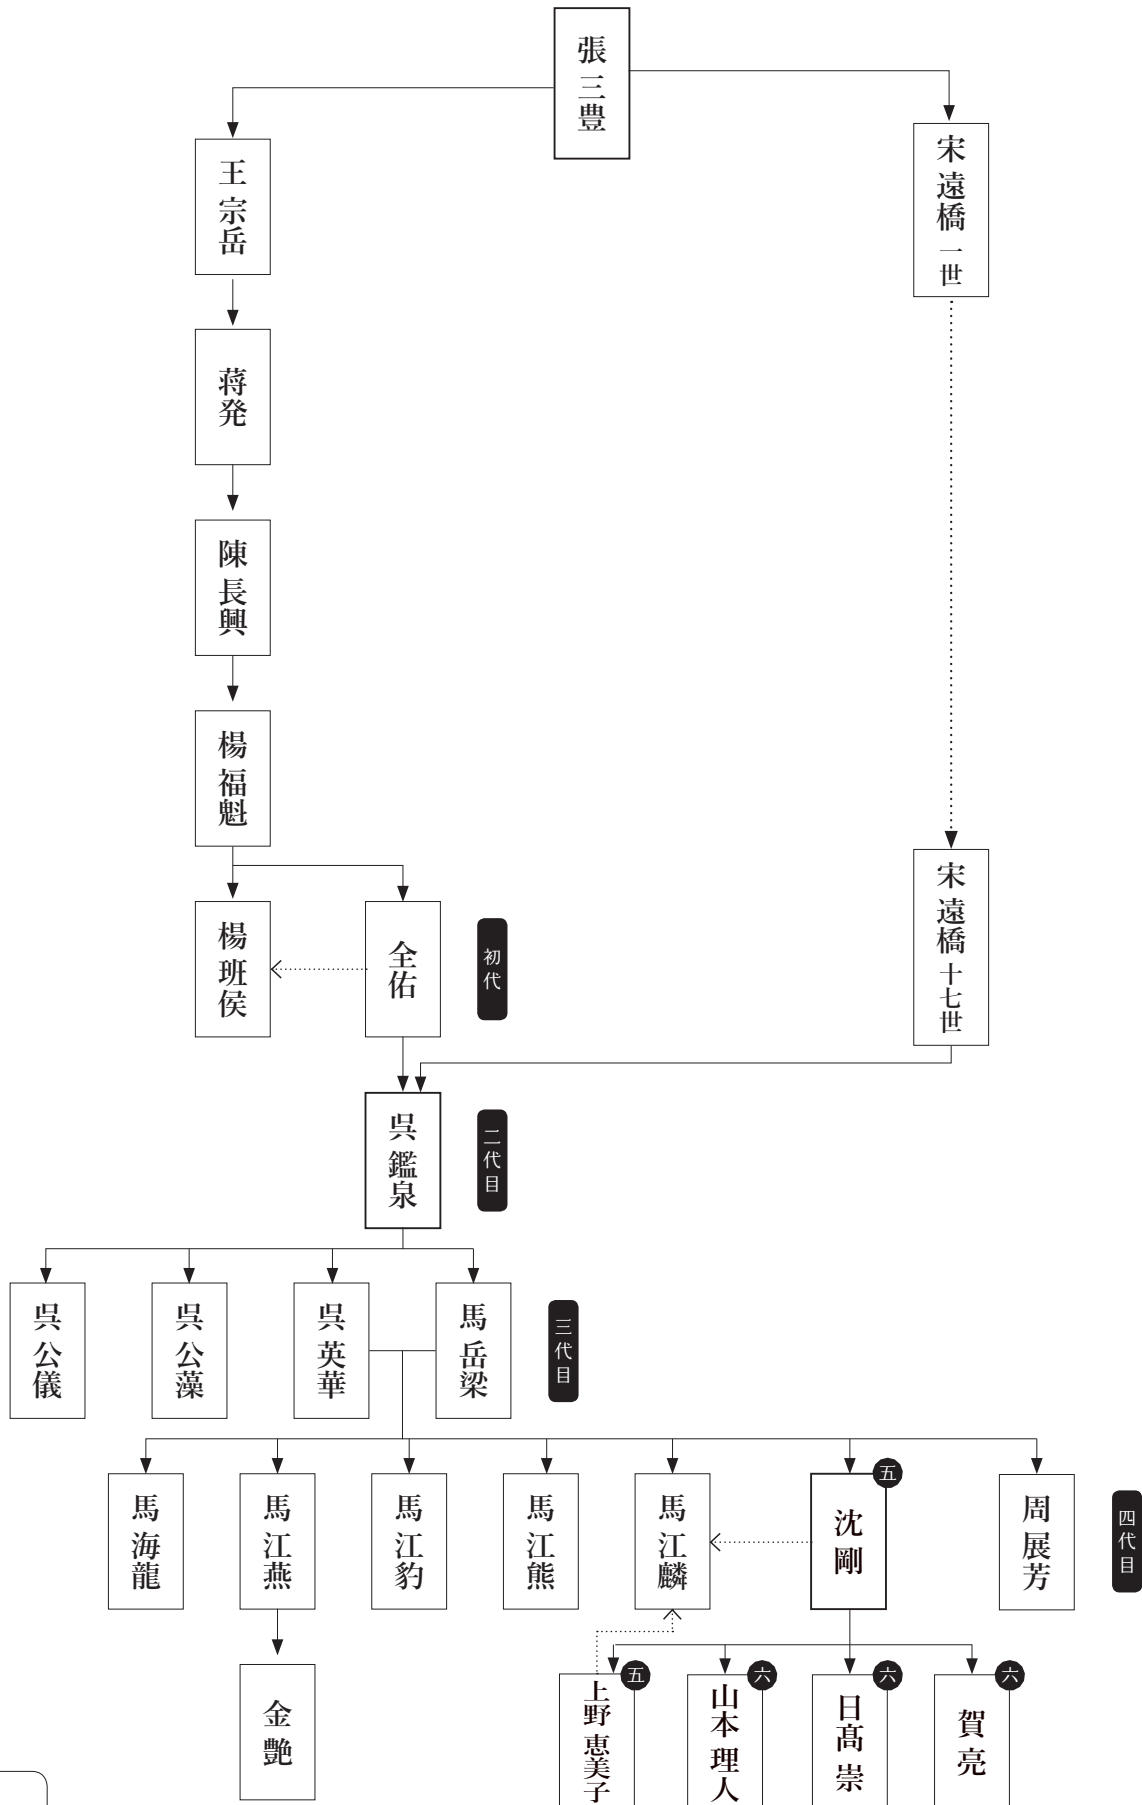 張 三豊
宋 遠橋 一世
王 宗岳
蒋発
陳 長興
楊 福魁
宋 遠橋 十七世
楊 班侯
全佑
初代
呉 鑑泉
二代目
呉 公儀
呉 公藻
呉 英華
馬 岳梁
三代目
馬 海龍
馬 江燕
馬 江豹
馬 江熊
馬 江麟
五
沈 剛
周 展芳
四代目
金 艶
五
上野 恵美子
六
山本 理人
六
日髙 崇
六
賀 亮